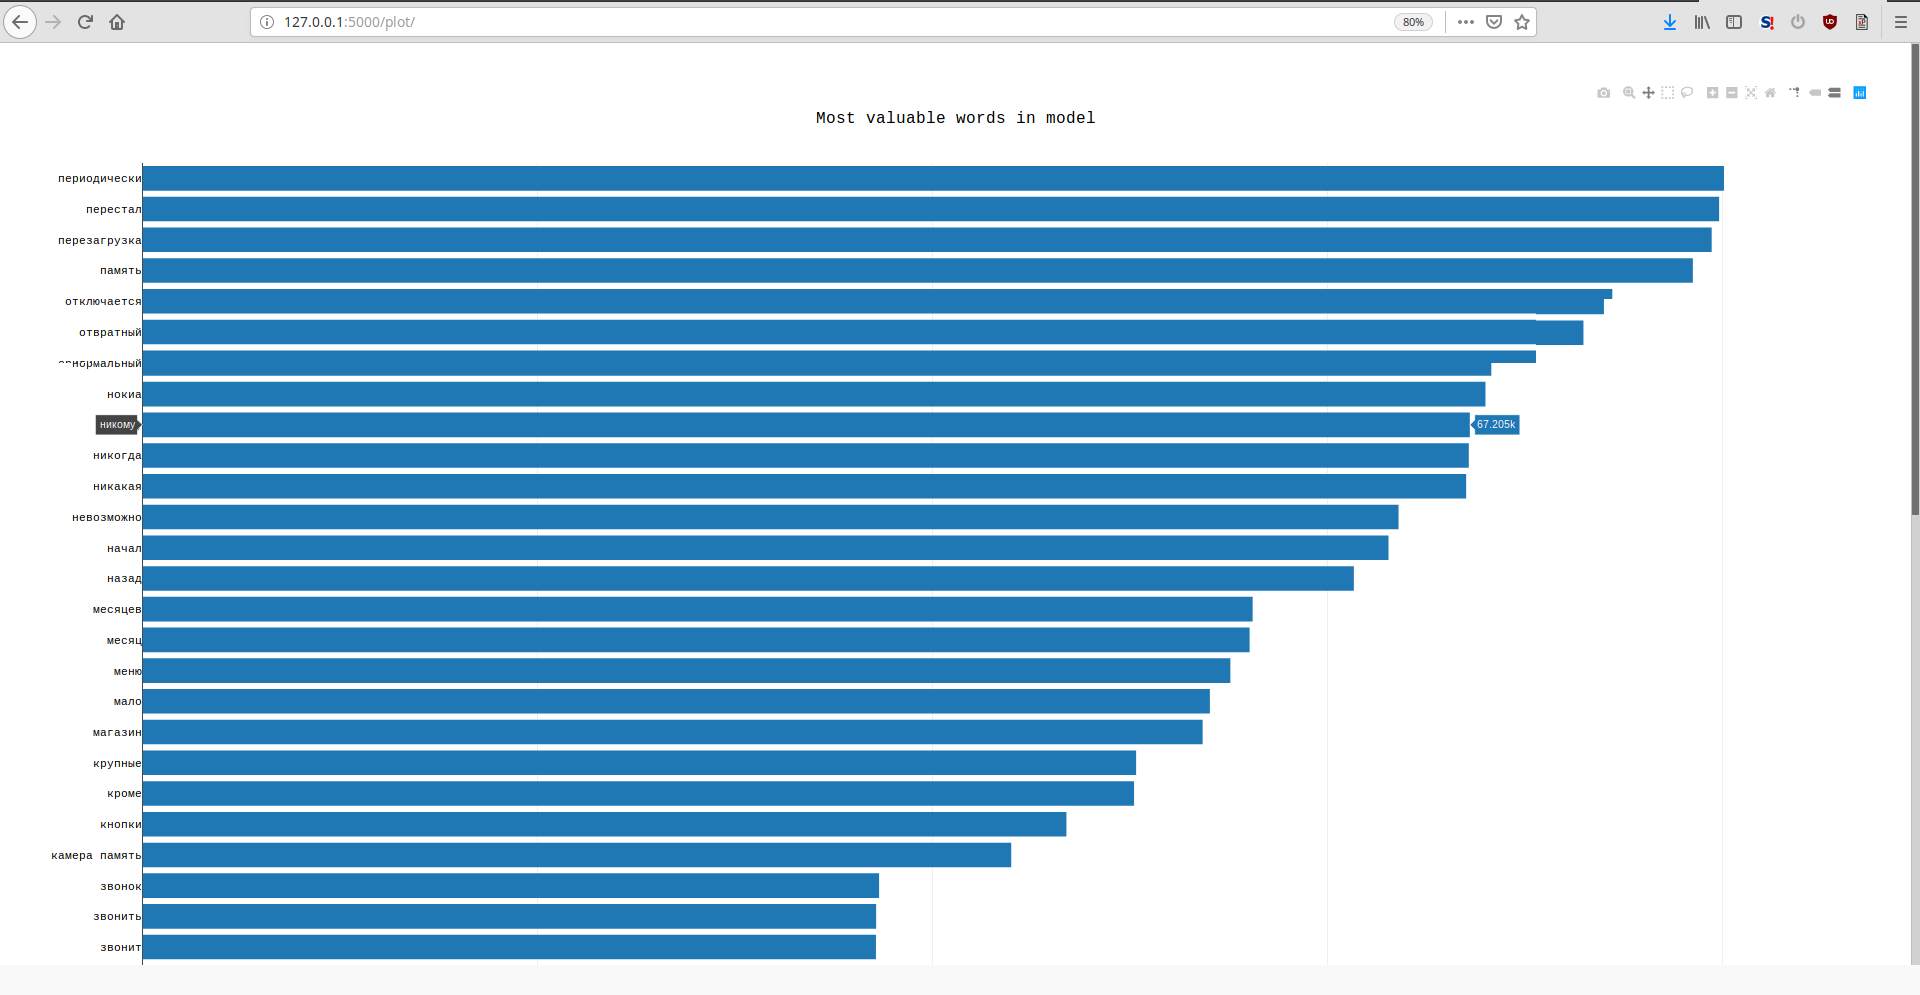 127.0.0.1:5000/plot/
80%
Most valuable words in model
периодически
перестал
перезагрузка
память
отключается
отвратный
нокиа
никому
67.205k
никогда
никакая
невозможно
начал
назад
месяцев
месяц
меню
мало
магазин
крупные
кроме
кнопки
камера память
звонок
звонить
звонит